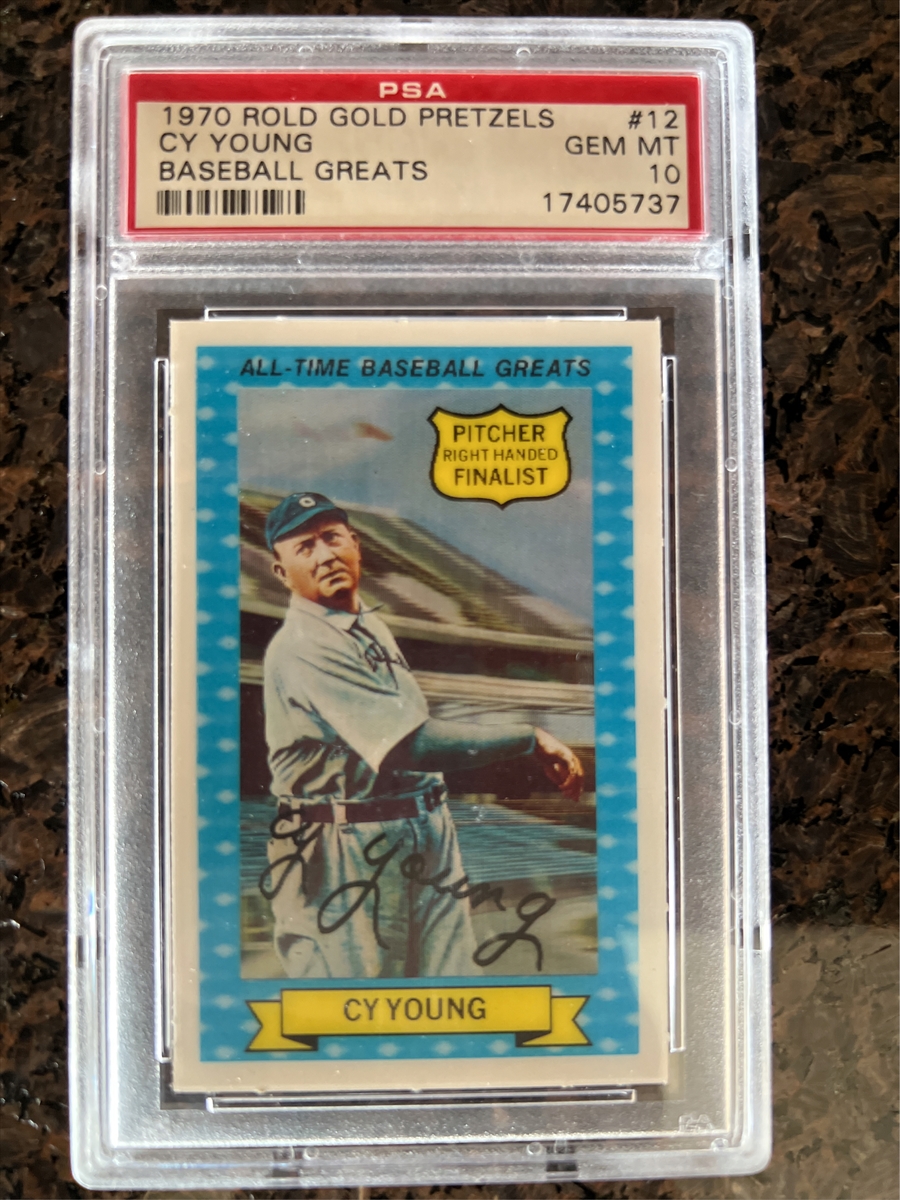 PSA
1970 ROLD GOLD PRETZELS #12
CY YOUNG GEM MT
BASEBALL GREATS 10
17405737
ALL-TIME BASEBALL GREATS
PITCHER
RIGHT HANDED
FINALIST
C
Cy Young
CY YOUNG